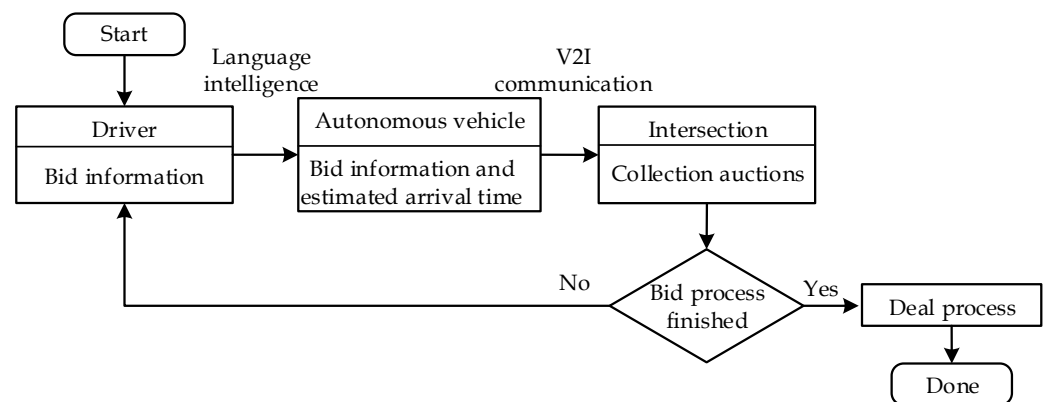 Start
Language
intelligence
V2I
communication
Driver
Bid information
Autonomous vehicle
Bid information and
estimated arrival time
Intersection
Collection auctions
No
Bid process
finished
Yes
Deal process
Done